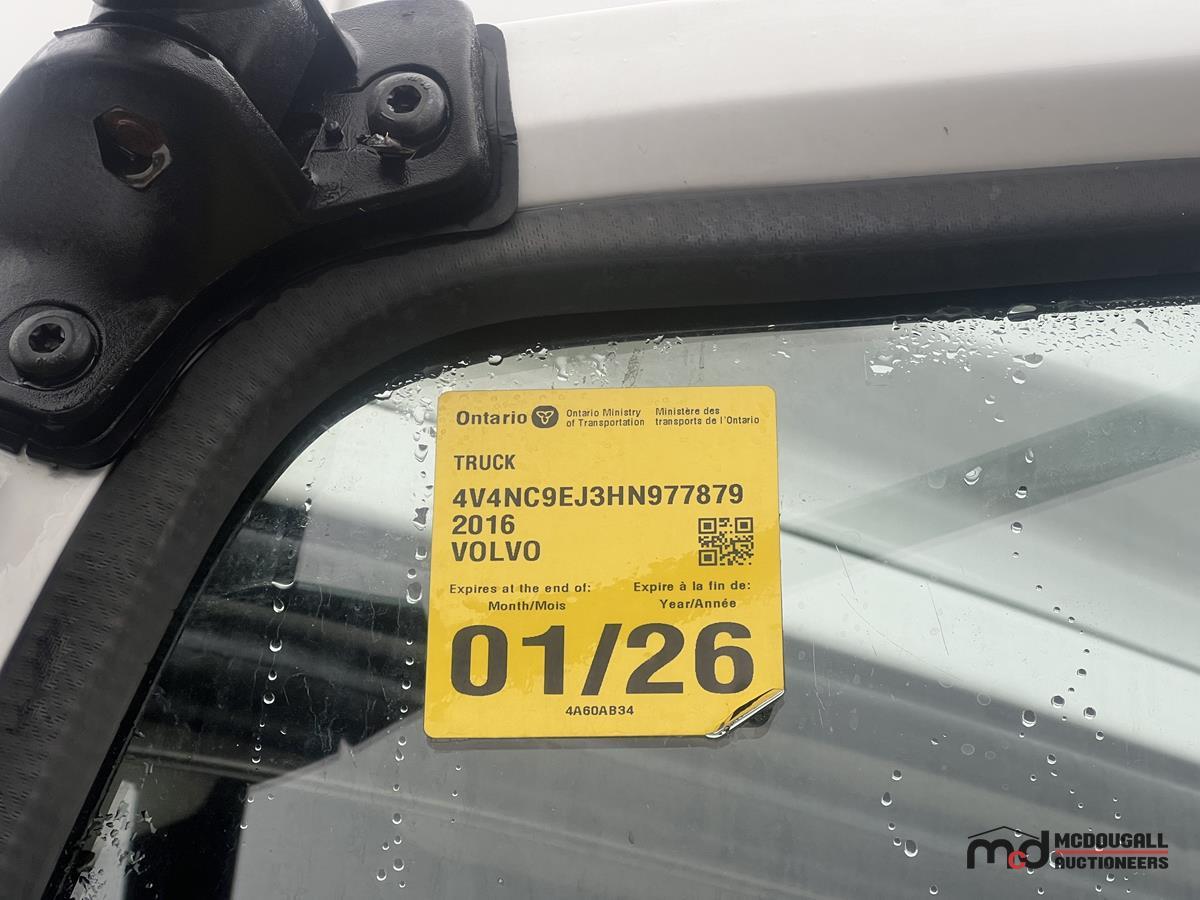 Ontario
Ontario Ministry of Transportation
Ministère des transports de l'Ontario
TRUCK
4V4NC9EJ3HN977879
2016
VOLVO
Expires at the end of:
Month/Mois
Expire à la fin de:
Year/Année
01/26
4A60AB34
mcd MCDOUGALL
AUCTIONEERS